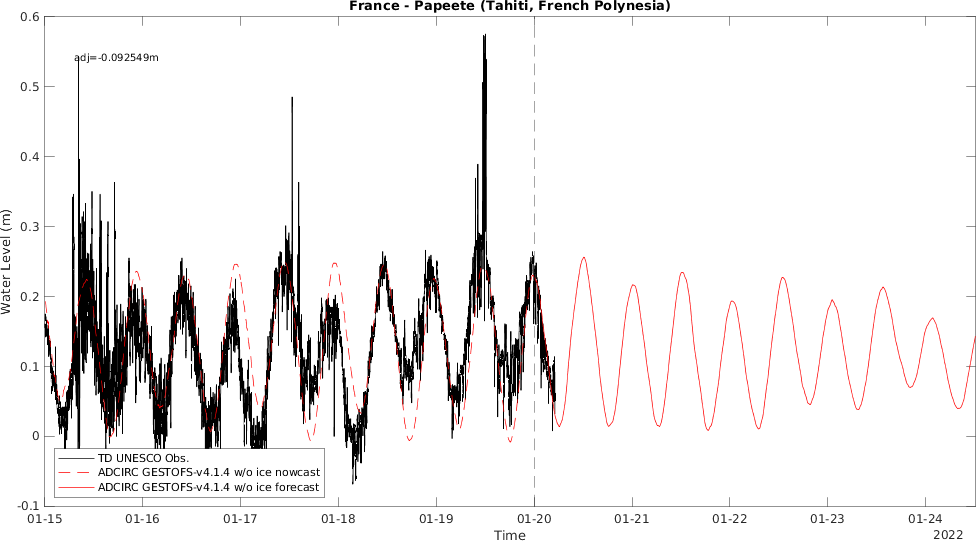 France - Papeete (Tahiti, French Polynesia)
0.6
0.5
0.4
0.3
0.2
0.1
0
-0.1
Water Level (m)
adj=-0.092549m
TD UNESCO Obs.
ADCIRC GESTOFS-v4.1.4 w/o ice nowcast
ADCIRC GESTOFS-v4.1.4 w/o ice forecast
01-15 01-16 01-17 01-18 01-19 01-20 01-21 01-22 01-23 01-24
Time
2022